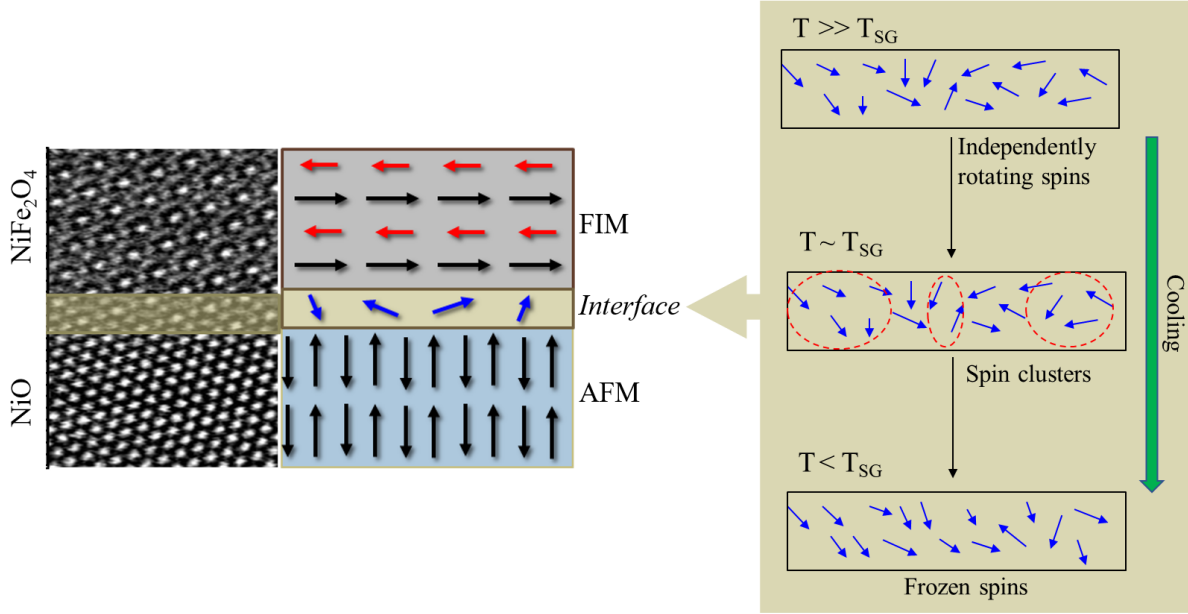 NiFe2O4
NiO
FIM
Interface
AFM
T >> TSG
Independently
rotating spins
T ~ TSG
Spin clusters
T < TSG
Frozen spins
Cooling